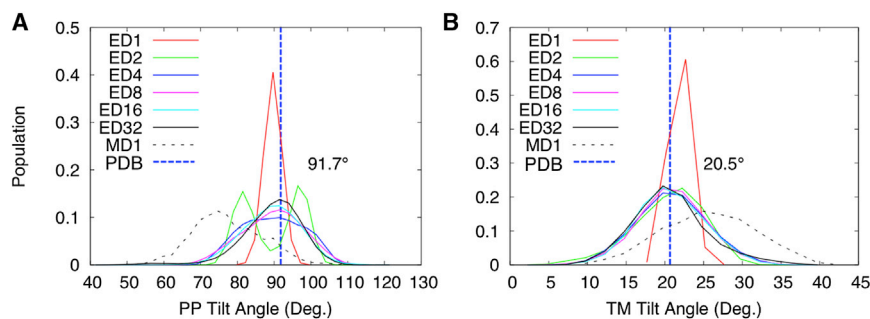 A
Population
0.5
0.4
0.3
0.2
0.1
0
ED1
ED2
ED4
ED8
ED16
ED32
MD1
PDB
91.7°
40 50 60 70 80 90 100 110 120 130
PP Tilt Angle (Deg.)
B
0.7
0.6
0.5
0.4
0.3
0.2
0.1
0
ED1
ED2
ED4
ED8
ED16
ED32
MD1
PDB
20.5°
0 5 10 15 20 25 30 35 40 45
TM Tilt Angle (Deg.)